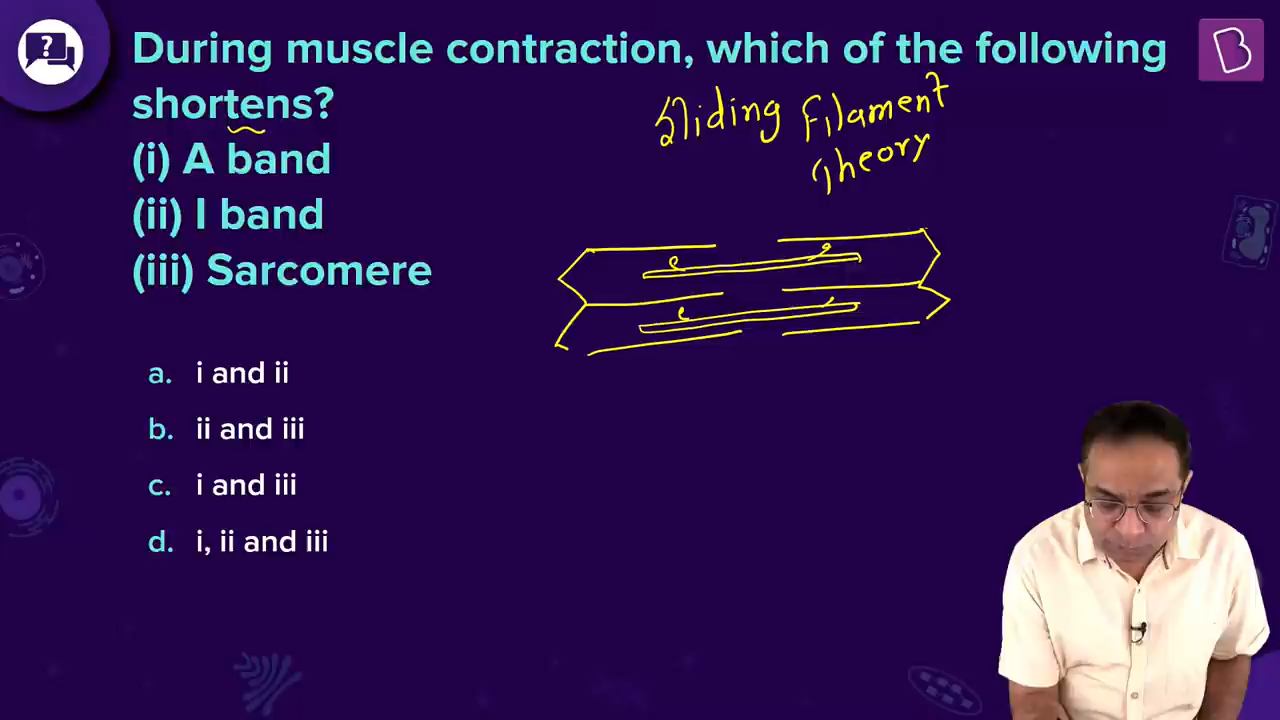 During muscle contraction, which of the following
shortens?
Sliding Filament
Theory
(i) A band
(ii) I band
(iii) Sarcomere
a. i and ii
b. ii and iii
c. i and iii
d. i, ii and iii